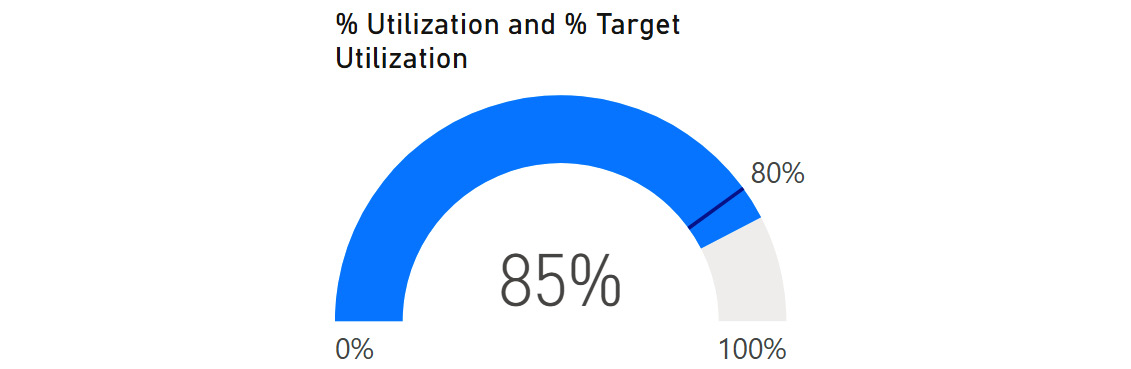 % Utilization and % Target
Utilization
80%
85%
0%
100%